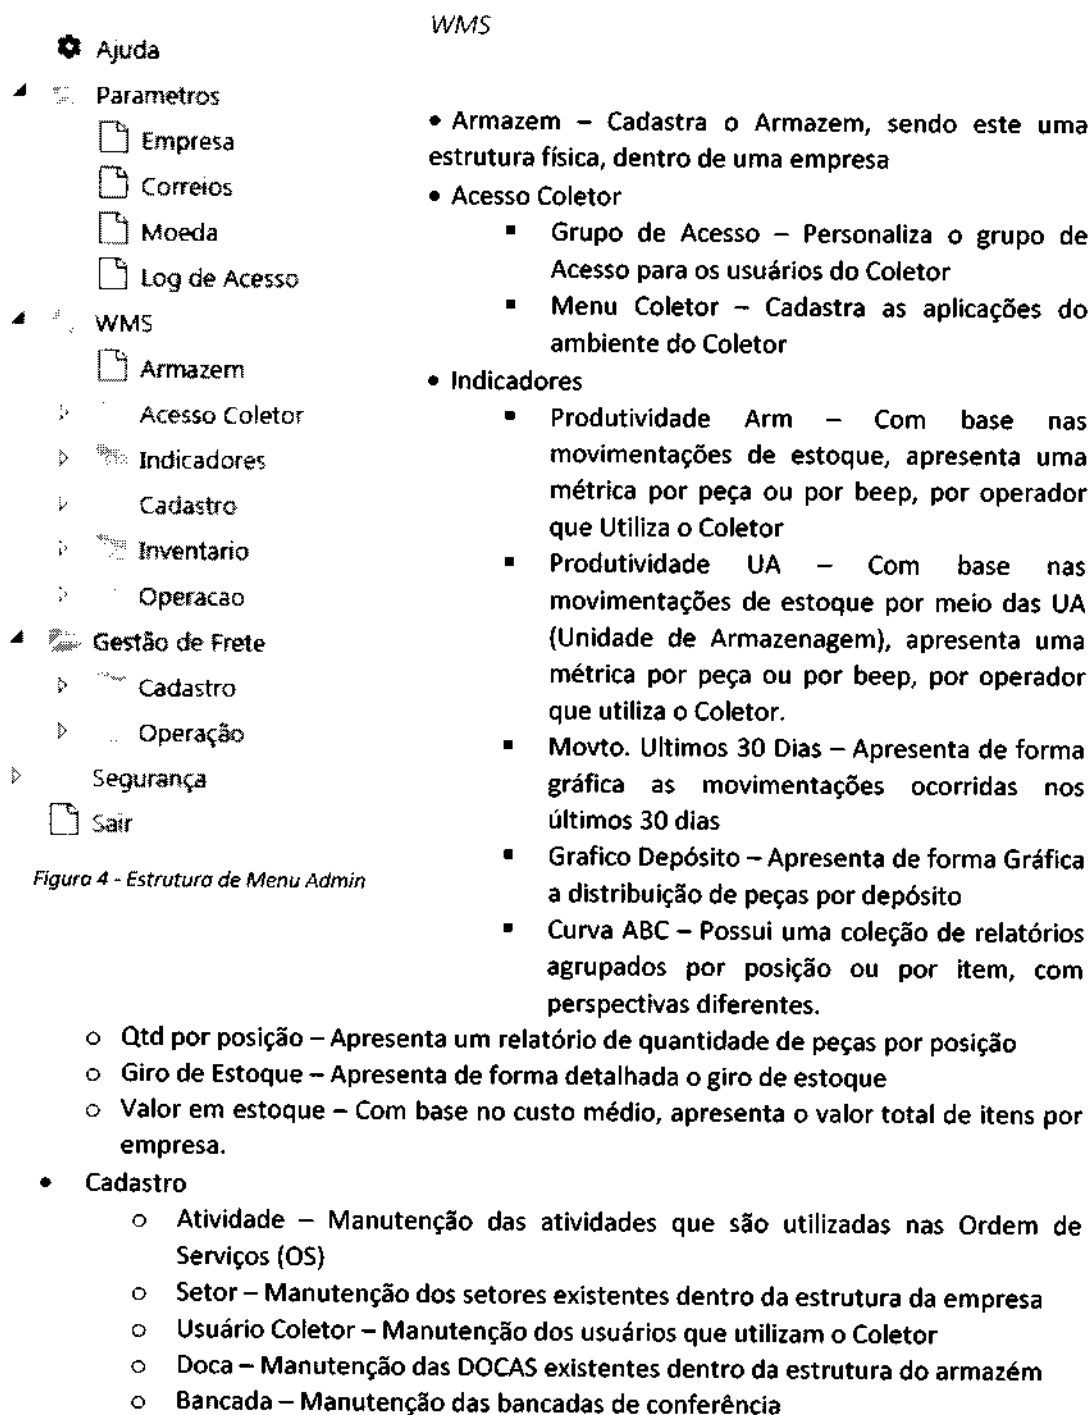 Ajuda
Parametros
Empresa
Correios
Moeda
Log de Acesso
WMS
Armazem
Acesso Coletor
Indicadores
Cadastro
Inventario
Operacao
Gestão de Frete
Cadastro
Operação
Segurança
Sair
Figura 4 - Estrutura de Menu Admin
WMS
• Armazem – Cadastra o Armazem, sendo este uma
estrutura física, dentro de uma empresa
• Acesso Coletor
▪ Grupo de Acesso – Personaliza o grupo de
Acesso para os usuários do Coletor
▪ Menu Coletor – Cadastra as aplicações do
ambiente do Coletor
• Indicadores
▪ Produtividade Arm – Com base nas
movimentações de estoque, apresenta uma
métrica por peça ou por beep, por operador
que Utiliza o Coletor
▪ Produtividade UA – Com base nas
movimentações de estoque por meio das UA
(Unidade de Armazenagem), apresenta uma
métrica por peça ou por beep, por operador
que utiliza o Coletor.
▪ Movto. Ultimos 30 Dias – Apresenta de forma
gráfica as movimentações ocorridas nos
últimos 30 dias
▪ Grafico Depósito – Apresenta de forma Gráfica
a distribuição de peças por depósito
▪ Curva ABC – Possui uma coleção de relatórios
agrupados por posição ou por item, com
perspectivas diferentes.
o Qtd por posição – Apresenta um relatório de quantidade de peças por posição
o Giro de Estoque – Apresenta de forma detalhada o giro de estoque
o Valor em estoque – Com base no custo médio, apresenta o valor total de itens por
empresa.
• Cadastro
o Atividade – Manutenção das atividades que são utilizadas nas Ordem de
Serviços (OS)
o Setor – Manutenção dos setores existentes dentro da estrutura da empresa
o Usuário Coletor – Manutenção dos usuários que utilizam o Coletor
o Doca – Manutenção das DOCAS existentes dentro da estrutura do armazém
o Bancada – Manutenção das bancadas de conferência